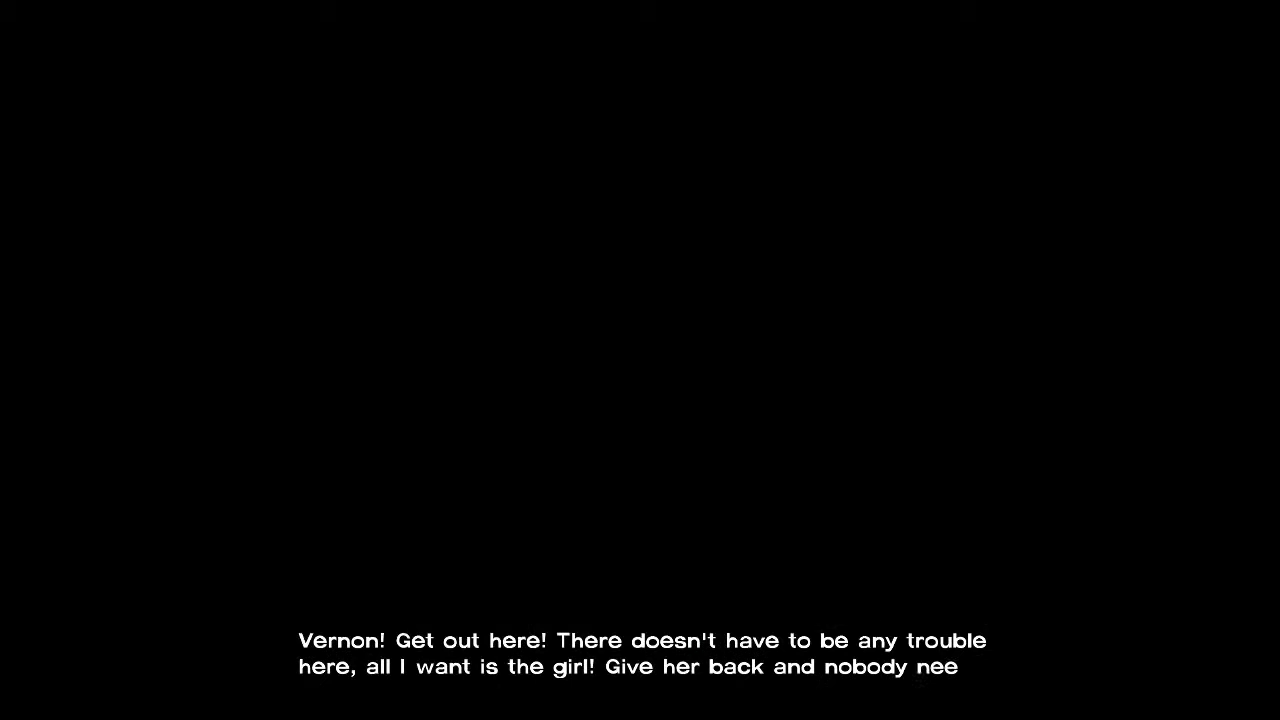 Vernon! Get out here! There doesn't have to be any trouble
here, all I want is the girl! Give her back and nobody nee